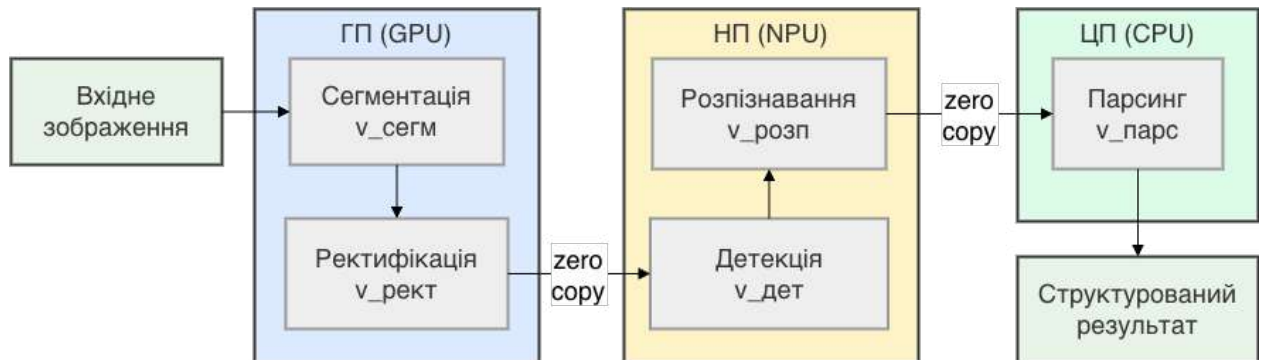 Вхідне
зображення
ГП (GPU)
Сегментація
v_сегм
Ректифікація
v_рект
zero
copy
НП (NPU)
Розпізнавання
v_розп
Детекція
v_дет
zero
copy
ЦП (CPU)
Парсинг
v_парс
Структурований
результат